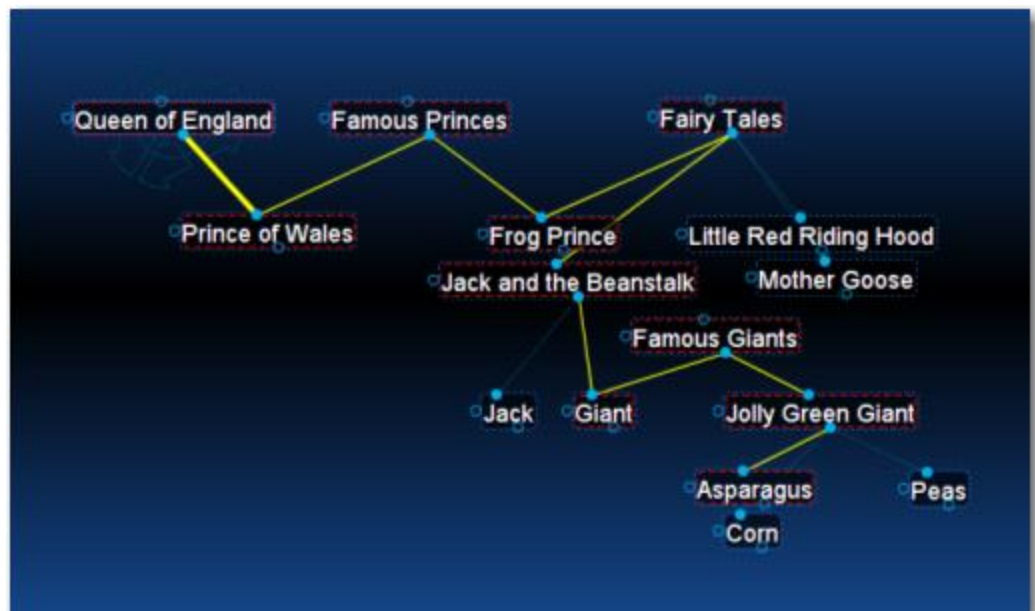 Queen of England
Famous Princes
Fairy Tales
Prince of Wales
Frog Prince
Little Red Riding Hood
Jack and the Beanstalk
Mother Goose
Famous Giants
Jack
Giant
Jolly Green Giant
Asparagus
Peas
Corn